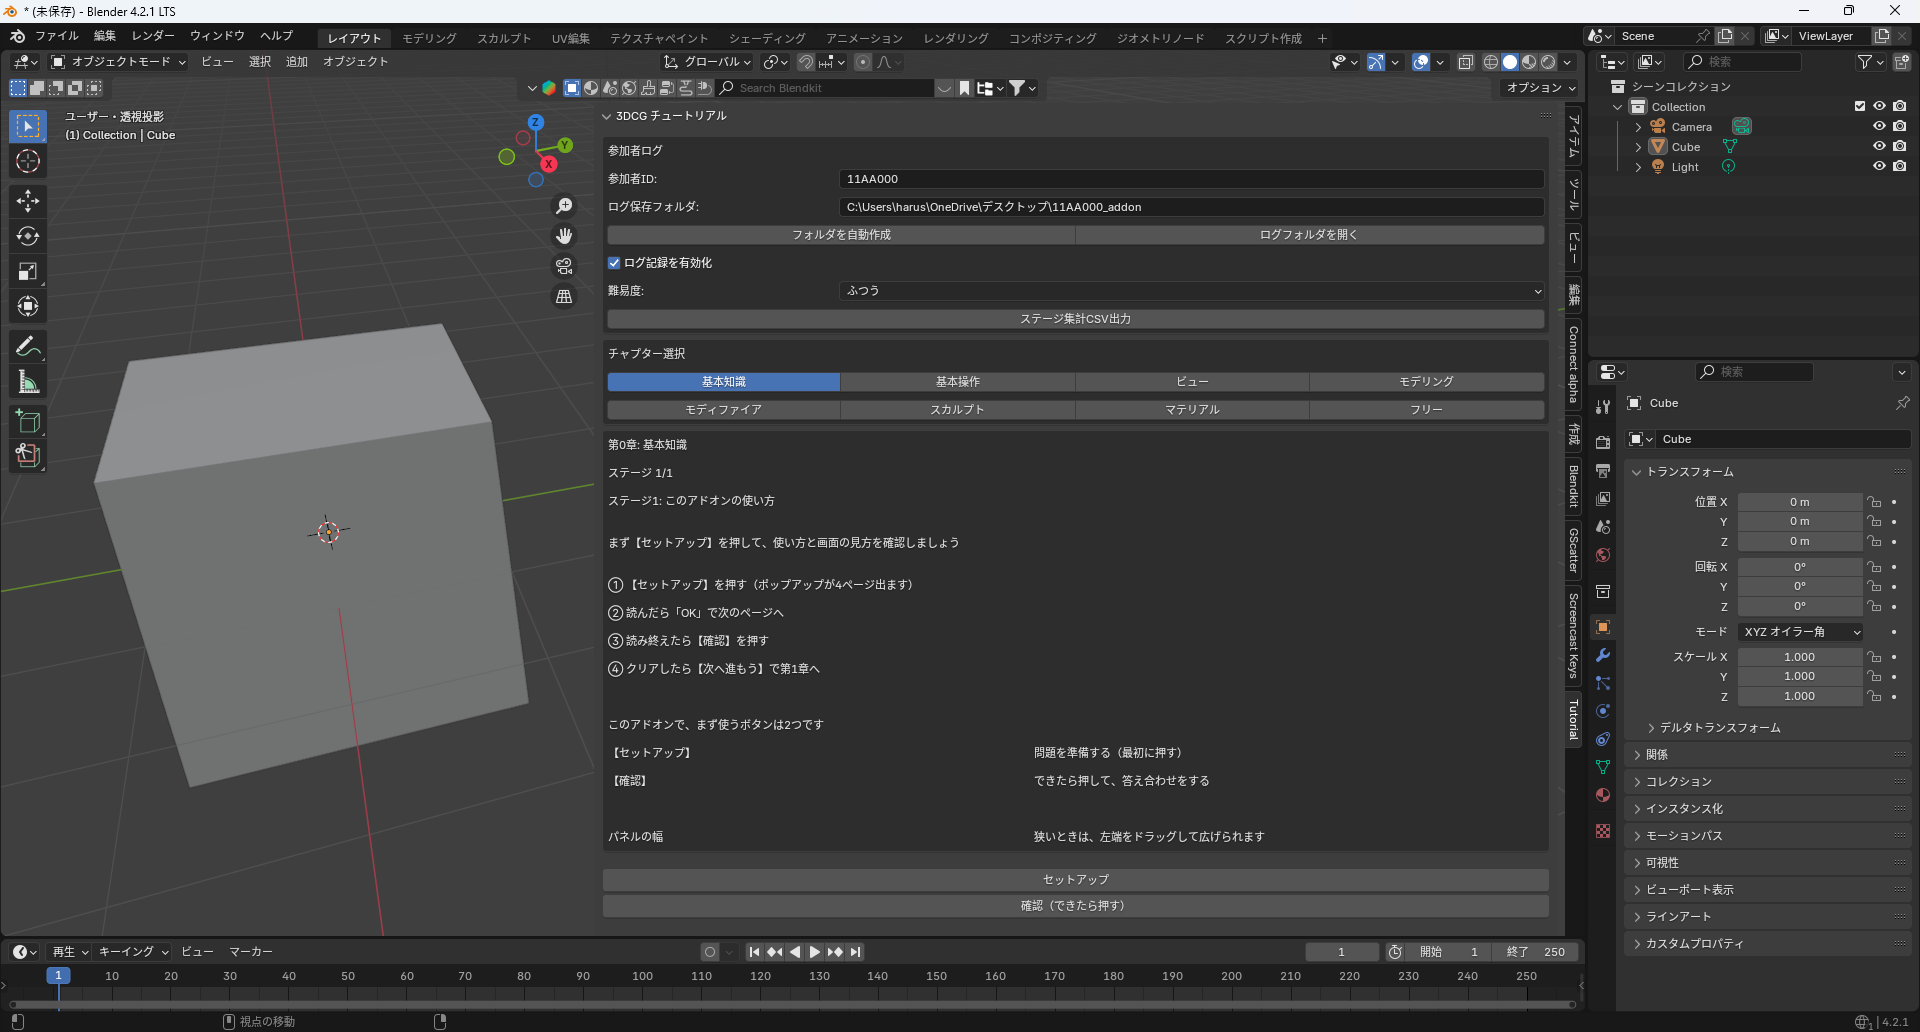 * (未保存) - Blender 4.2.1 LTS
ファイル 編集 レンダー ウィンドウ ヘルプ レイアウト モデリング スカルプト UV編集 テクスチャペイント シェーディング アニメーション レンダリング コンポジティング ジオメトリノード スクリプト作成 + Scene ViewLayer
オブジェクトモード ビュー 選択 追加 オブジェクト グローバル 検索
Search Blendkit オプション
ユーザー・透視投影
(1) Collection | Cube
Z
Y
X
3DCG チュートリアル
参加者ログ
参加者ID: 11AA000
ログ保存フォルダ: C:\Users\harus\OneDrive\デスクトップ\11AA000_addon
フォルダを自動作成 ログフォルダを開く
ログ記録を有効化
難易度: ふつう
ステージ集計CSV出力
チャプター選択
基本知識 基本操作 ビュー モデリング
モディファイア スカルプト マテリアル フリー
第0章: 基本知識
ステージ 1/1
ステージ1: このアドオンの使い方
まず【セットアップ】を押して、使い方と画面の見方を確認しましょう
①【セットアップ】を押す（ポップアップが4ページ出ます）
②読んだら「OK」で次のページへ
③読み終えたら【確認】を押す
④クリアしたら【次へ進もう】で第1章へ
このアドオンで、まず使うボタンは2つです
【セットアップ】 問題を準備する（最初に押す）
【確認】 できたら押して、答え合わせをする
パネルの幅 狭いときは、左端をドラッグして広げられます
セットアップ
確認（できたら押す）
アイテム
ツール
ビュー
編集
Connect alpha
作成
Blendkit
GScatter
Screencast Keys
Tutorial
シーンコレクション
Collection
Camera
Cube
Light
検索
Cube
Cube
トランスフォーム
位置 X 0 m
Y 0 m
Z 0 m
回転 X 0°
Y 0°
Z 0°
モード XYZ オイラー角
スケール X 1.000
Y 1.000
Z 1.000
デルタトランスフォーム
関係
コレクション
インスタンス化
モーションパス
可視性
ビューポート表示
ラインアート
カスタムプロパティ
再生 キーイング ビュー マーカー 1 開始 1 終了 250
1 10 20 30 40 50 60 70 80 90 100 110 120 130 140 150 160 170 180 190 200 210 220 230 240 250
視点の移動 1 | 4.2.1